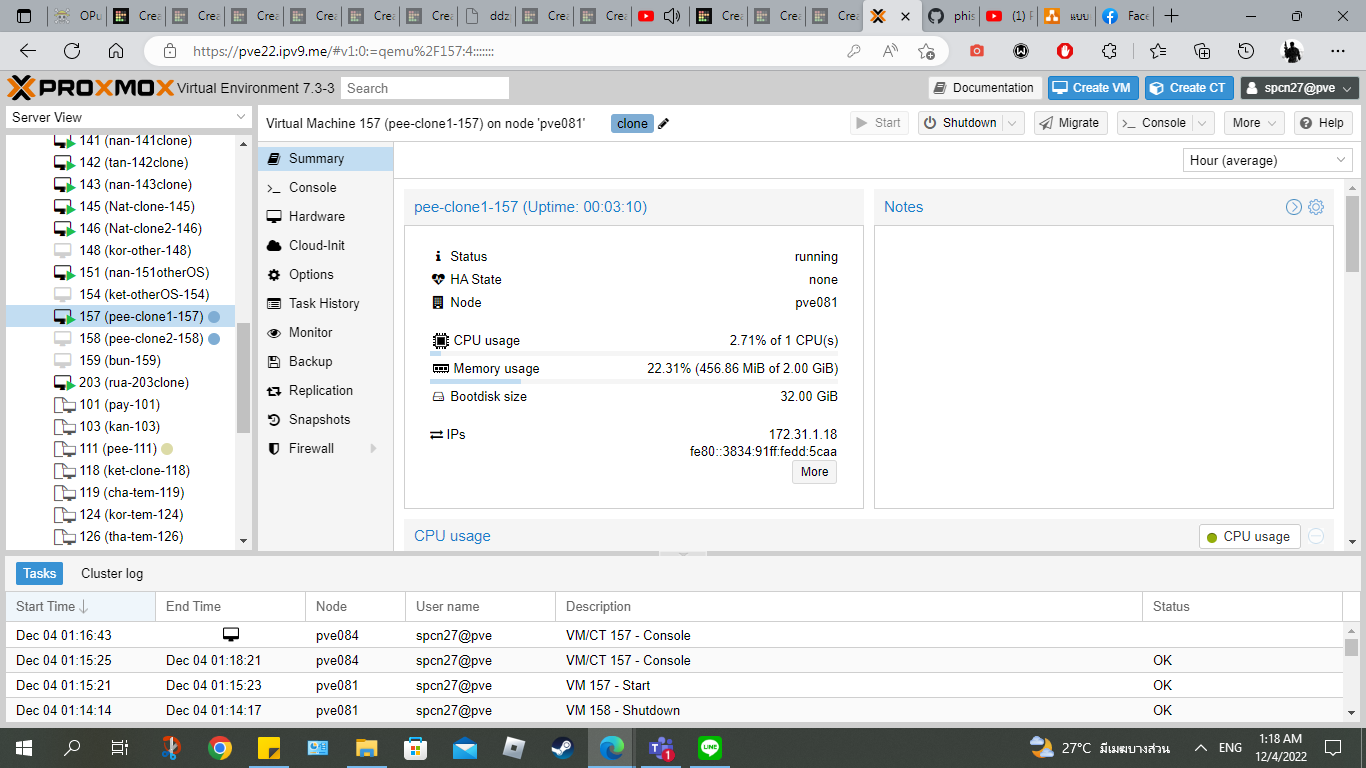 OPu
Crea
Crea
Crea
Crea
Crea
Crea
ddz
Crea
Crea
Crea
Crea
Crea
phis
(1) F
แบบ
Face
https://pve22.ipv9.me/#v1:0:=qemu%2F157:4:::::::
PROXMOX Virtual Environment 7.3-3
Search
Documentation
Create VM
Create CT
spcn27@pve
Server View
Virtual Machine 157 (pee-clone1-157) on node 'pve081'
clone
Start
Shutdown
Migrate
Console
More
Help
141 (nan-141clone)
142 (tan-142clone)
143 (nan-143clone)
145 (Nat-clone-145)
146 (Nat-clone2-146)
148 (kor-other-148)
151 (nan-151otherOS)
154 (ket-otherOS-154)
157 (pee-clone1-157)
158 (pee-clone2-158)
159 (bun-159)
203 (rua-203clone)
101 (pay-101)
103 (kan-103)
111 (pee-111)
118 (ket-clone-118)
119 (cha-tem-119)
124 (kor-tem-124)
126 (tha-tem-126)
Summary
Console
Hardware
Cloud-Init
Options
Task History
Monitor
Backup
Replication
Snapshots
Firewall
Hour (average)
pee-clone1-157 (Uptime: 00:03:10)
Status running
HA State none
Node pve081
CPU usage 2.71% of 1 CPU(s)
Memory usage 22.31% (456.86 MiB of 2.00 GiB)
Bootdisk size 32.00 GiB
IPs 172.31.1.18
fe80::3834:91ff:fedd:5caa
More
Notes
CPU usage
CPU usage
Tasks Cluster log
Start Time End Time Node User name Description Status
Dec 04 01:16:43 pve084 spcn27@pve VM/CT 157 - Console
Dec 04 01:15:25 Dec 04 01:18:21 pve084 spcn27@pve VM/CT 157 - Console OK
Dec 04 01:15:21 Dec 04 01:15:23 pve081 spcn27@pve VM 157 - Start OK
Dec 04 01:14:14 Dec 04 01:14:17 pve081 spcn27@pve VM 158 - Shutdown OK
1
LINE
27°C มีเมฆบางส่วน
ENG
1:18 AM
12/4/2022